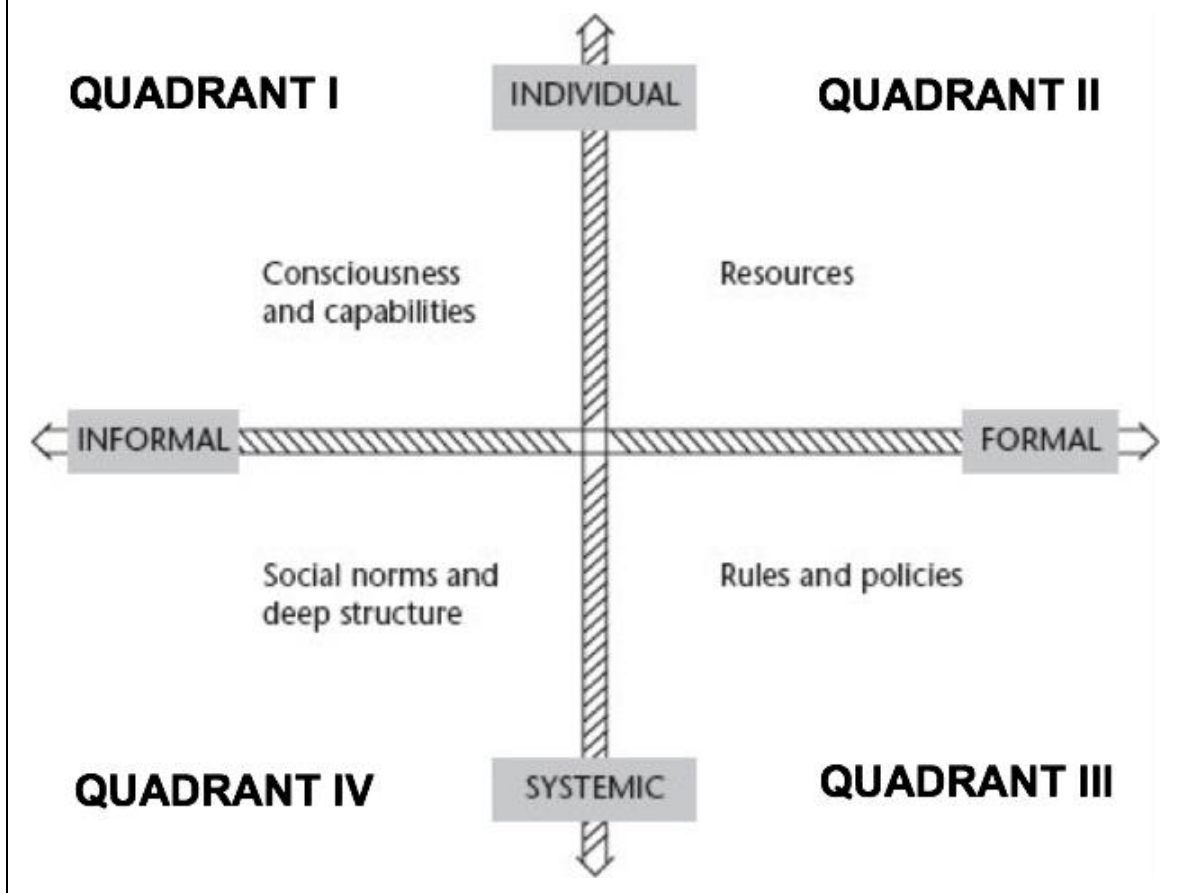 QUADRANT I
INDIVIDUAL
QUADRANT II
Consciousness
and capabilities
Resources
INFORMAL
FORMAL
Social norms and
deep structure
Rules and policies
QUADRANT IV
SYSTEMIC
QUADRANT III